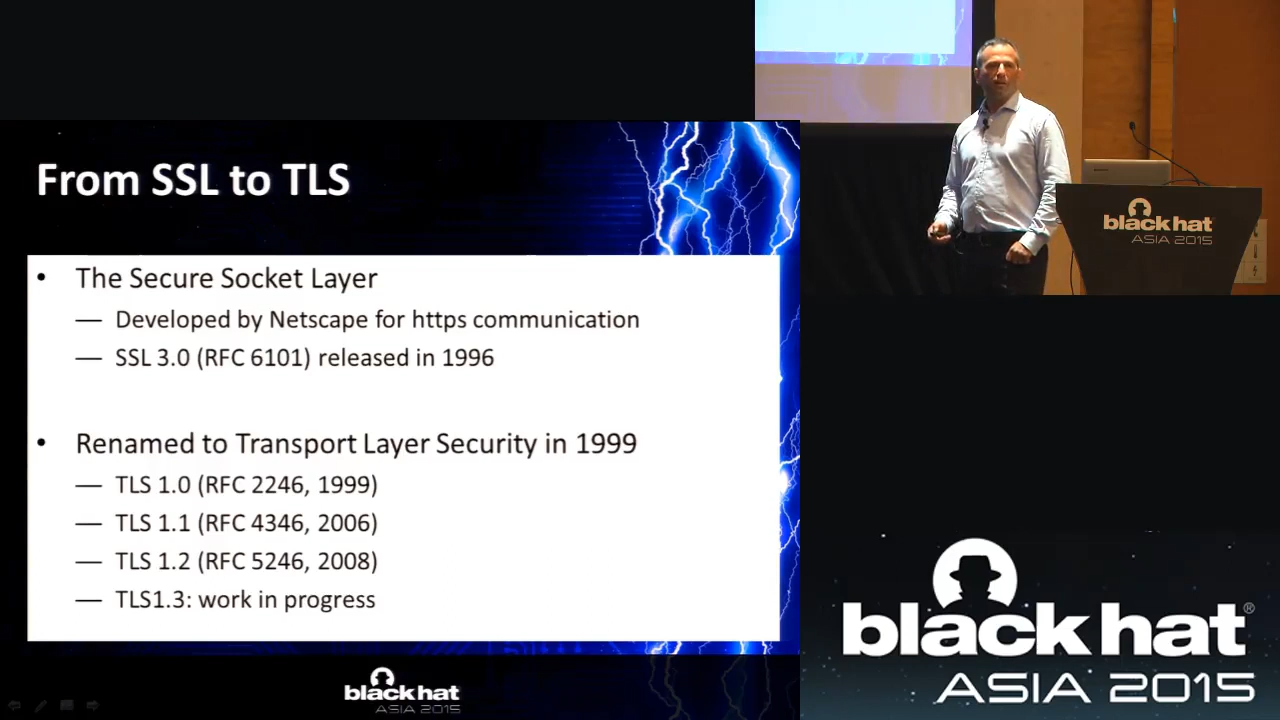 From SSL to TLS
• The Secure Socket Layer
— Developed by Netscape for https communication
— SSL 3.0 (RFC 6101) released in 1996
• Renamed to Transport Layer Security in 1999
— TLS 1.0 (RFC 2246, 1999)
— TLS 1.1 (RFC 4346, 2006)
— TLS 1.2 (RFC 5246, 2008)
— TLS1.3: work in progress
black hat
ASIA 2015
black hat
ASIA 2015
black hat®
ASIA 2015